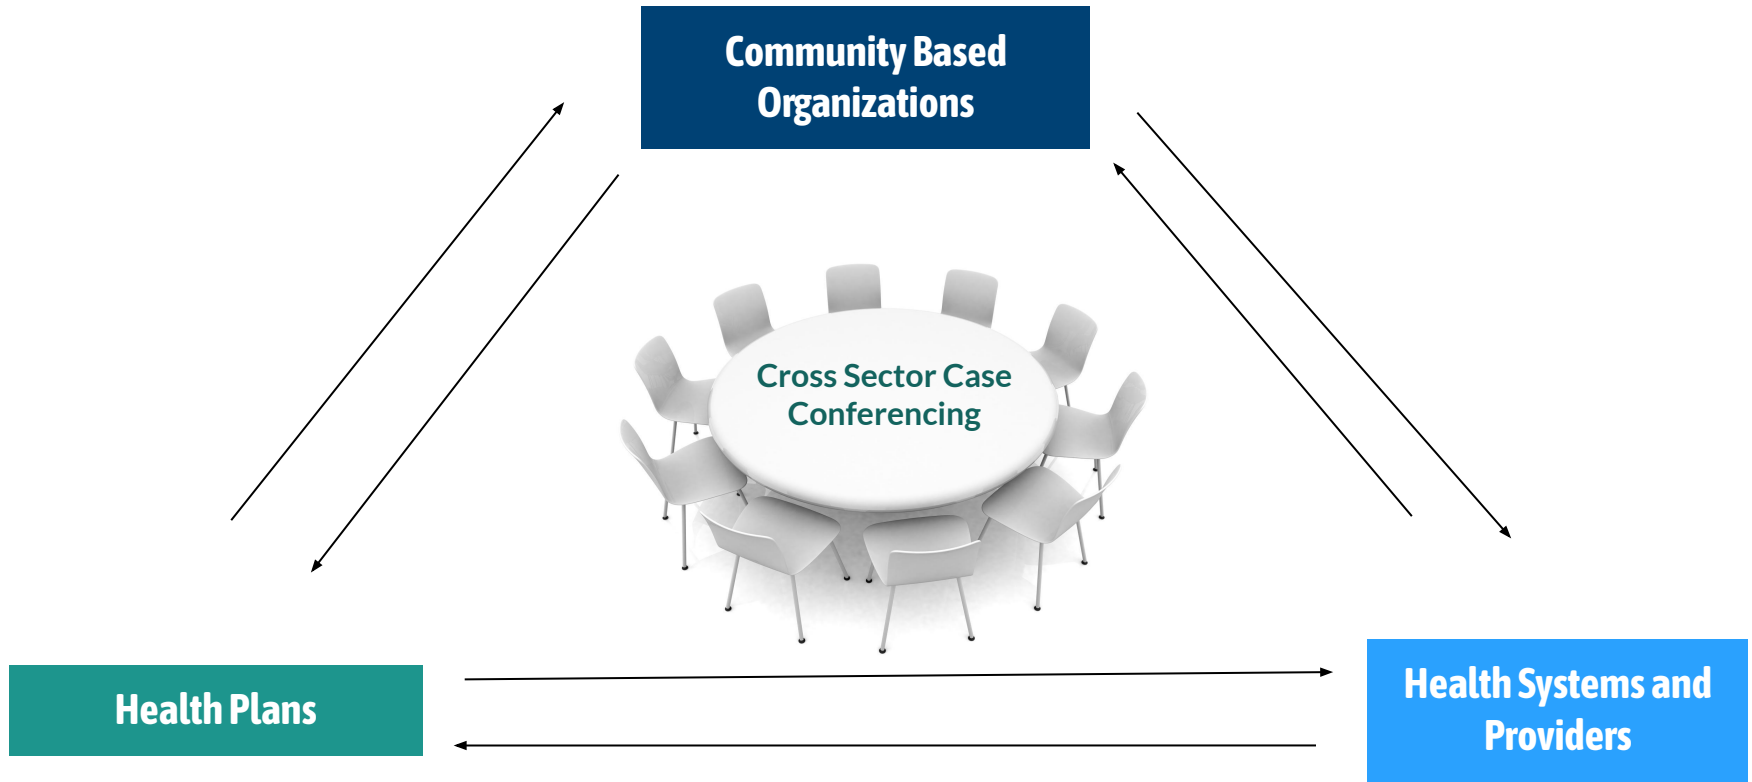 Community Based
Organizations
Cross Sector Case
Conferencing
Health Plans
Health Systems and
Providers